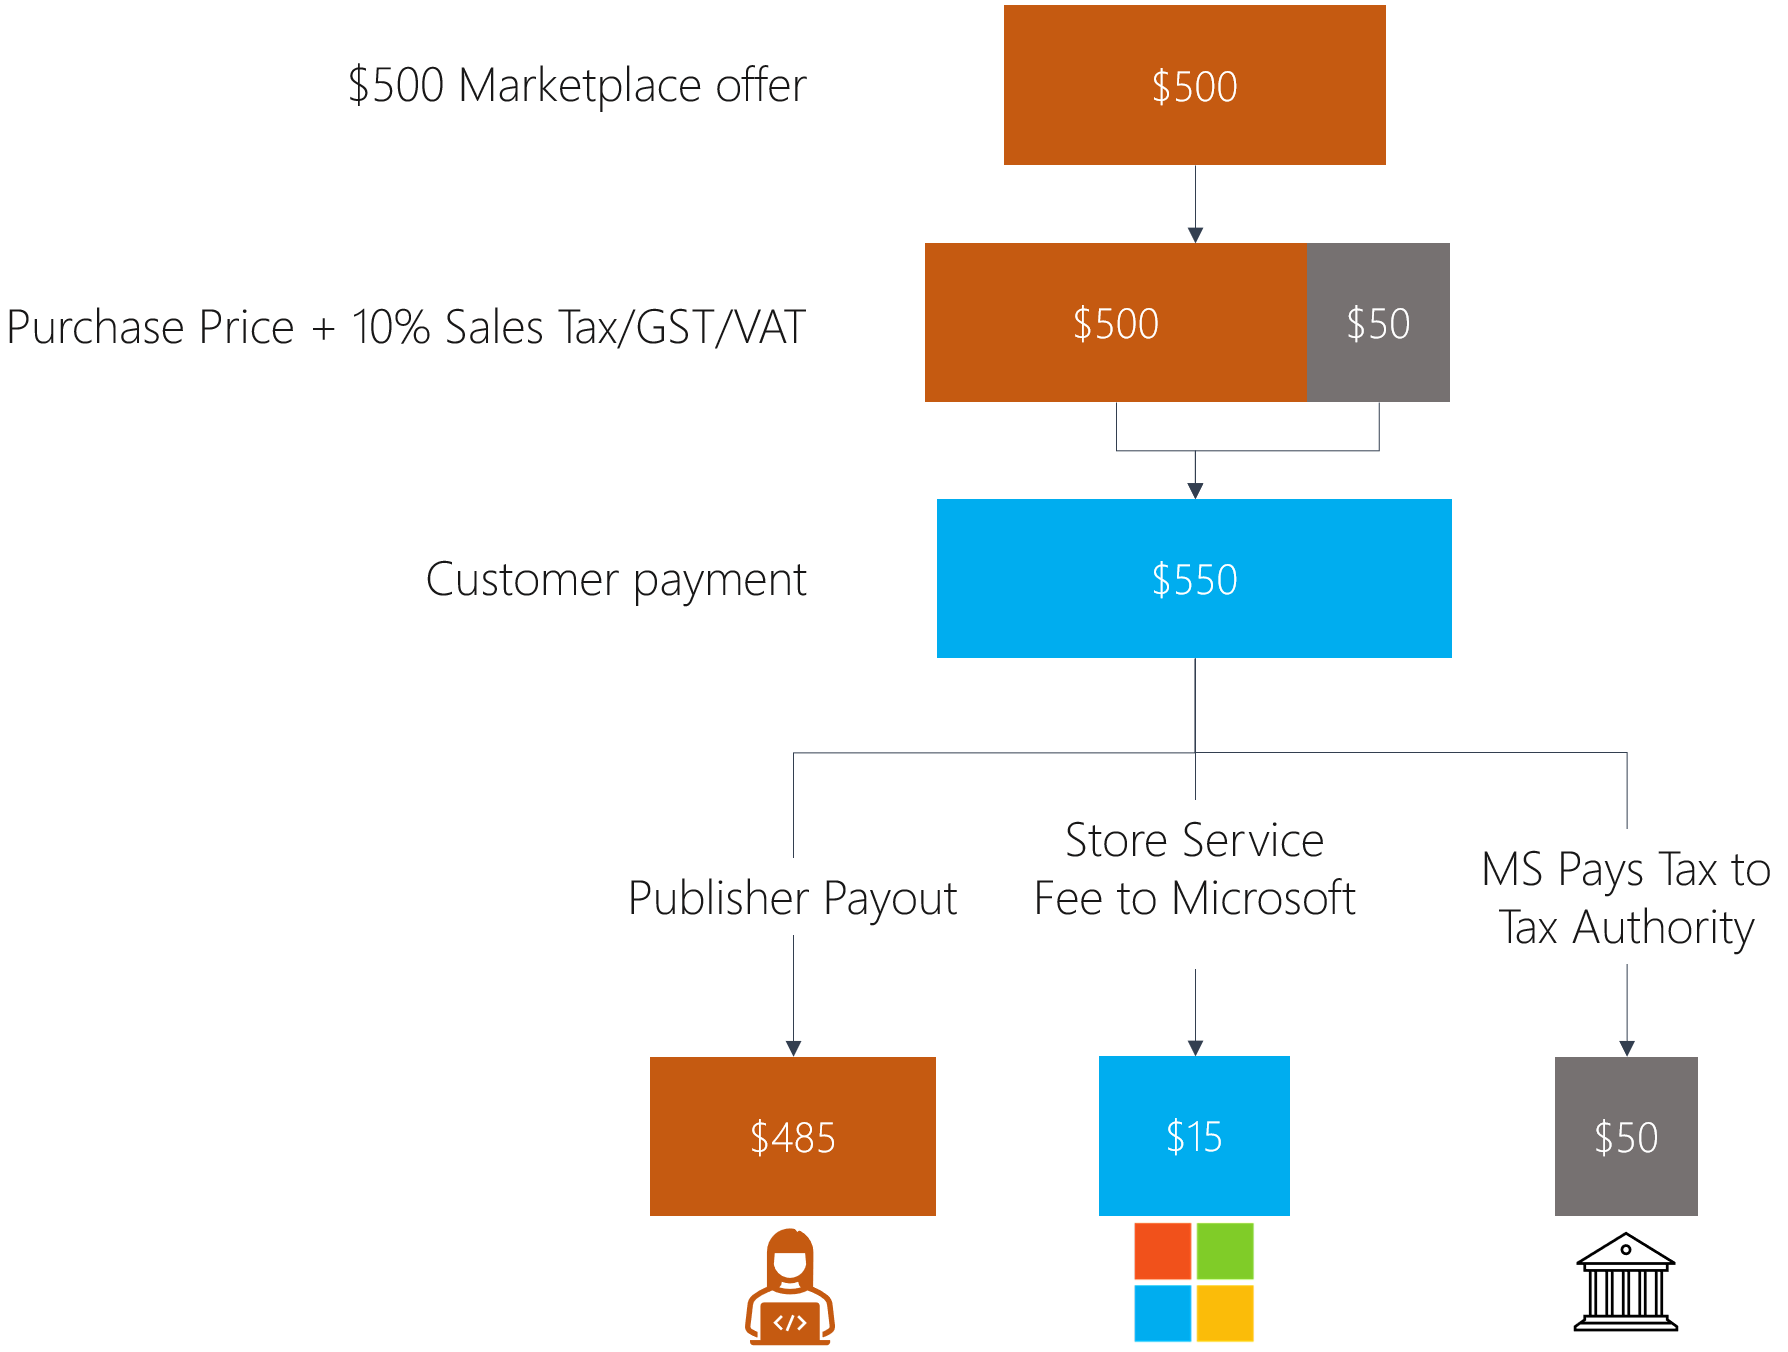 $500 Marketplace offer
$500
Purchase Price + 10% Sales Tax/GST/VAT
$500
$50
Customer payment
$550
Publisher Payout
Store Service
Fee to Microsoft
MS Pays Tax to
Tax Authority
$485
$15
$50